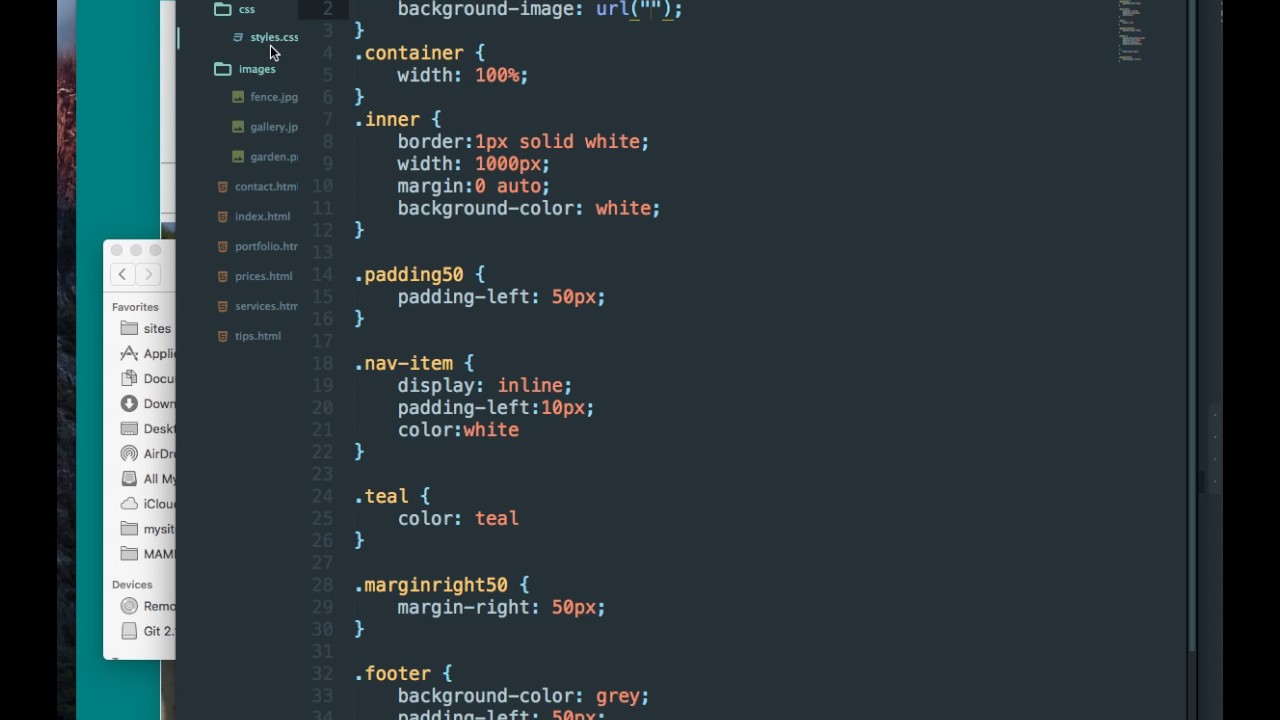 css
styles.css
images
fence.jpg
gallery.jp
garden.p
contact.html
index.html
portfolio.htr
prices.html
services.htm
tips.html
Favorites
sites
Appli
Docu
Down
Deskt
AirDr
All My
iCloud
mysit
MAM
Devices
Remo
Git 2.
2 background-image: url("");
3 }
4 .container {
5 width: 100%;
6 }
7 .inner {
8 border:1px solid white;
9 width: 1000px;
10 margin:0 auto;
11 background-color: white;
12 }
13
14 .padding50 {
15 padding-left: 50px;
16 }
17
18 .nav-item {
19 display: inline;
20 padding-left:10px;
21 color:white
22 }
23
24 .teal {
25 color: teal
26 }
27
28 .marginright50 {
29 margin-right: 50px;
30 }
31
32 .footer {
33 background-color: grey;
34 padding-left: 50px;